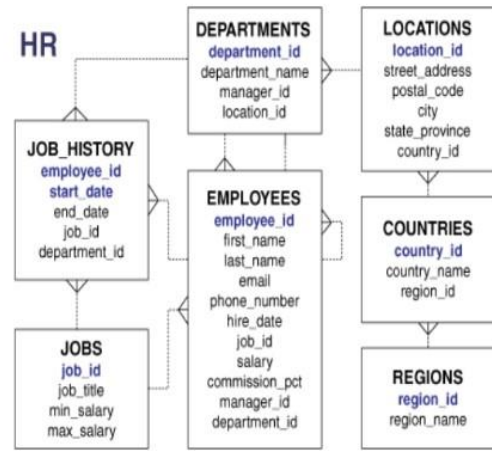 HR
DEPARTMENTS
department_id
department_name
manager_id
location_id
LOCATIONS
location_id
street_address
postal_code
city
state_province
country_id
JOB_HISTORY
employee_id
start_date
end_date
job_id
department_id
EMPLOYEES
employee_id
first_name
last_name
email
phone_number
hire_date
job_id
salary
commission_pct
manager_id
department_id
COUNTRIES
country_id
country_name
region_id
JOBS
job_id
job_title
min_salary
max_salary
REGIONS
region_id
region_name